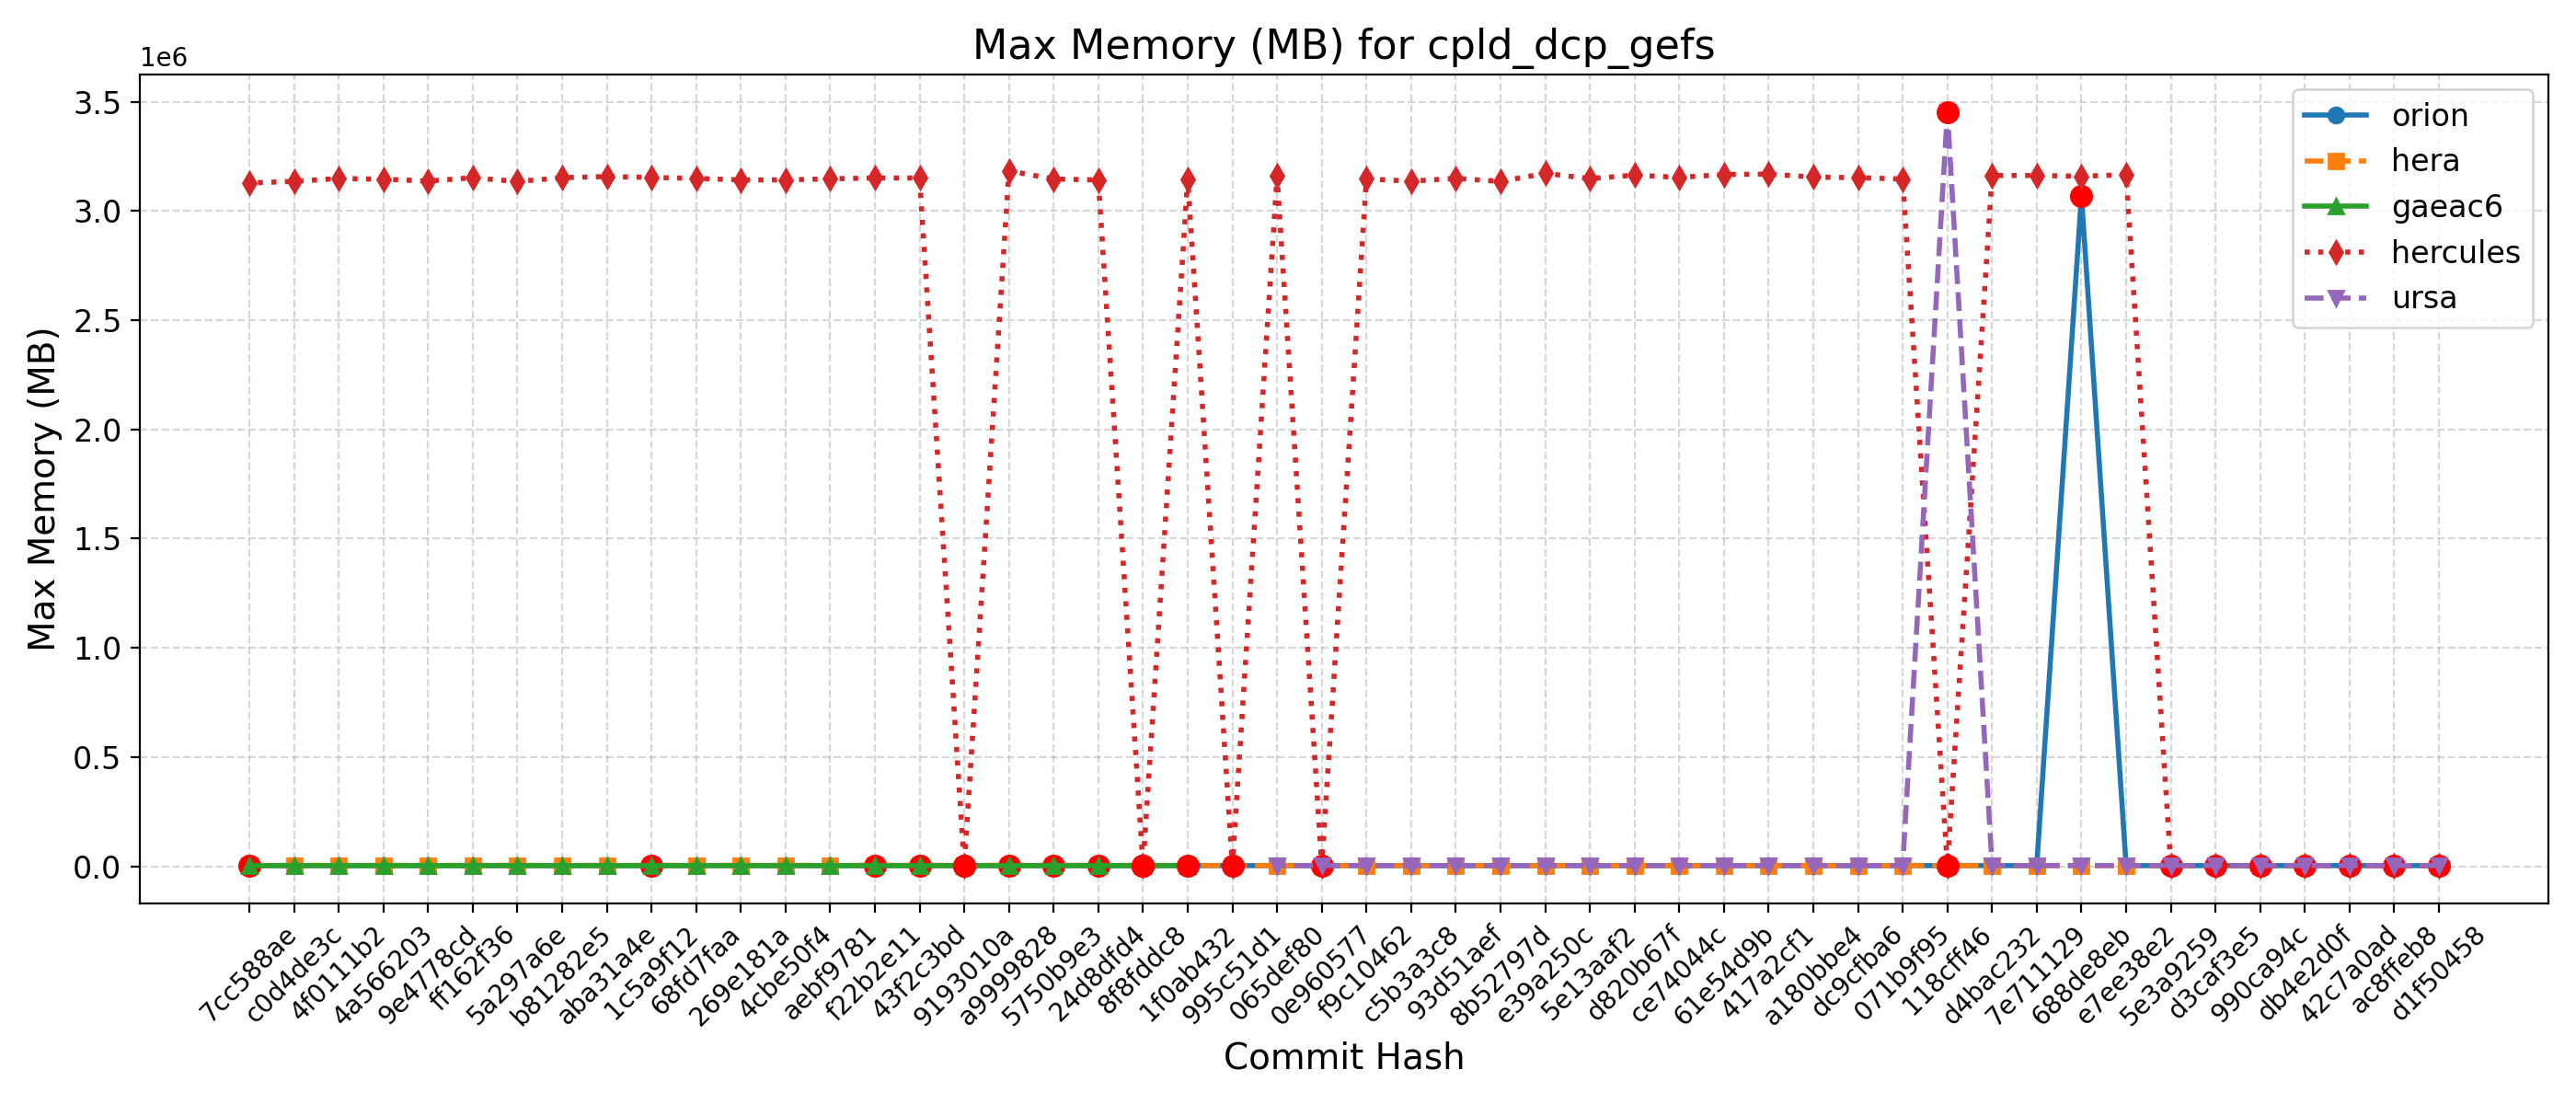 Max Memory (MB) for cpld_dcp_gefs
1e6
3.5
3.0
2.5
2.0
1.5
1.0
0.5
0.0
Max Memory (MB)
orion
hera
gaeac6
hercules
ursa
7cc588ae
c0d4de3c
4f0111b2
4a566203
9e4778cd
ff162f36
5a297a6e
b81282e5
aba31a4e
1c5a9f12
68fd7faa
269e181a
4cbe50f4
aebf9781
f22b2e11
43f2c3bd
9193010a
a9999828
5750b9e3
24d8dfd4
8f8fddc8
1f0ab432
995c51d1
065def80
0e960577
f9c10462
c5b3a3c8
93d51aef
8b52797d
e39a250c
5e13aaf2
d820b67f
ce74044c
61e54d9b
417a2cf1
a180bbe4
dc9cfba6
071b9f95
118cff46
d4bac232
7e711129
688de8eb
e7ee38e2
5e3a9259
d3caf3e5
990ca94c
db4e2d0f
42c7a0ad
ac8ffeb8
d1f50458
Commit Hash